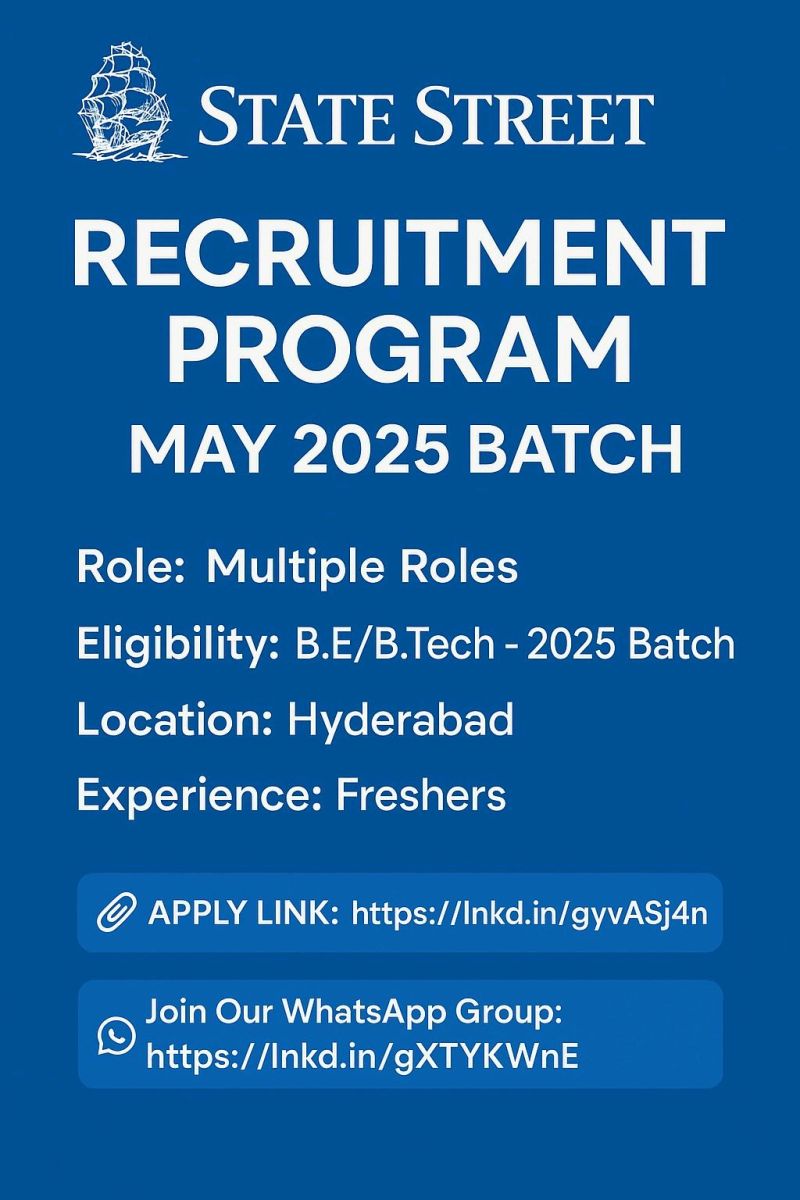 STATE STREET
RECRUITMENT
PROGRAM
MAY 2025 BATCH
Role: Multiple Roles
Eligibility: B.E/B.Tech - 2025 Batch
Location: Hyderabad
Experience: Freshers
APPLY LINK: https://lnkd.in/gyvASj4n
Join Our WhatsApp Group:
https://lnkd.in/gXTYKWnE